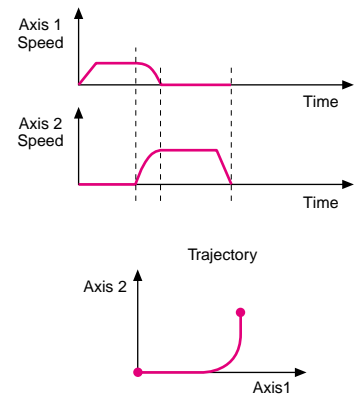 Axis 1
Speed
Time
Axis 2
Speed
Time
Trajectory
Axis 2
Axis1